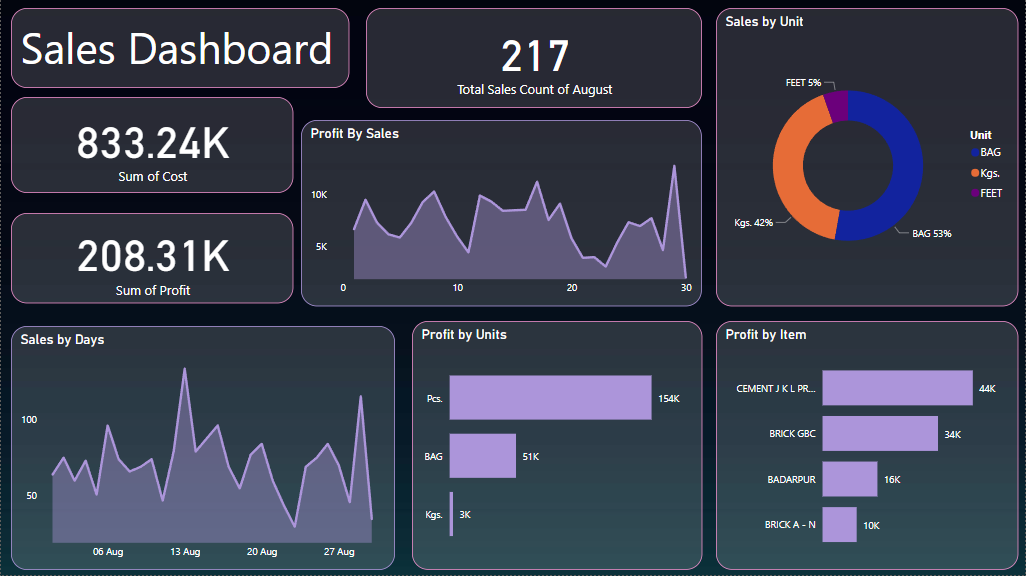 Sales Dashboard
217
Total Sales Count of August
833.24K
Sum of Cost
208.31K
Sum of Profit
Profit By Sales
10K
5K
0
10
20
30
Sales by Unit
FEET 5%
Kgs. 42%
BAG 53%
Unit
BAG
Kgs.
FEET
Sales by Days
100
50
06 Aug
13 Aug
20 Aug
27 Aug
Profit by Units
Pcs.
154K
BAG
51K
Kgs.
3K
Profit by Item
CEMENT J K L PR...
44K
BRICK GBC
34K
BADARPUR
16K
BRICK A - N
10K